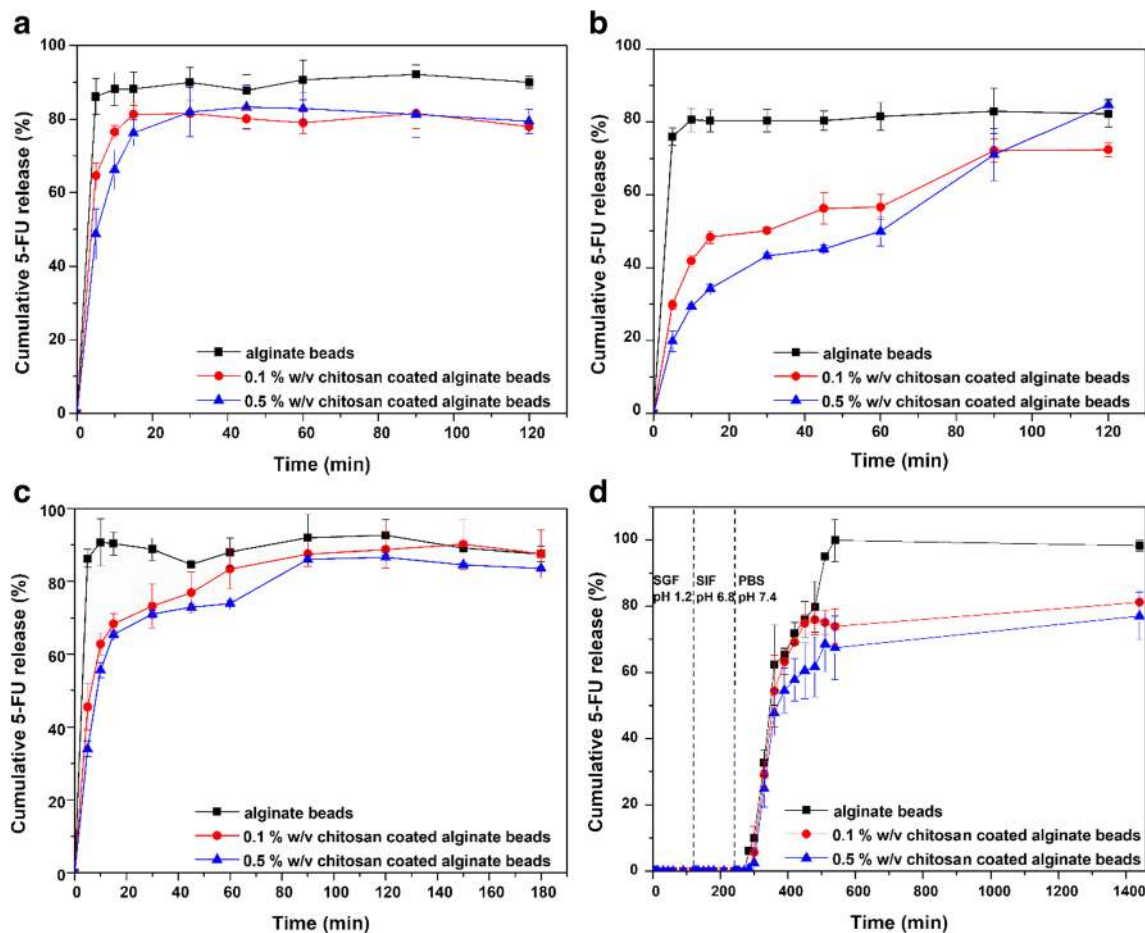 a
Cumulative 5-FU release (%)
100
80
60
40
20
0
alginate beads
0.1 % w/v chitosan coated alginate beads
0.5 % w/v chitosan coated alginate beads
0 20 40 60 80 100 120
Time (min)
b
Cumulative 5-FU release (%)
100
80
60
40
20
0
alginate beads
0.1 % w/v chitosan coated alginate beads
0.5 % w/v chitosan coated alginate beads
0 20 40 60 80 100 120
Time (min)
c
Cumulative 5-FU release (%)
100
80
60
40
20
0
alginate beads
0.1 % w/v chitosan coated alginate beads
0.5 % w/v chitosan coated alginate beads
0 20 40 60 80 100 120 140 160 180
Time (min)
d
Cumulative 5-FU release (%)
100
80
60
40
20
0
SGF SIF PBS
pH 1.2 pH 6.8 pH 7.4
alginate beads
0.1 % w/v chitosan coated alginate beads
0.5 % w/v chitosan coated alginate beads
0 200 400 600 800 1000 1200 1400
Time (min)